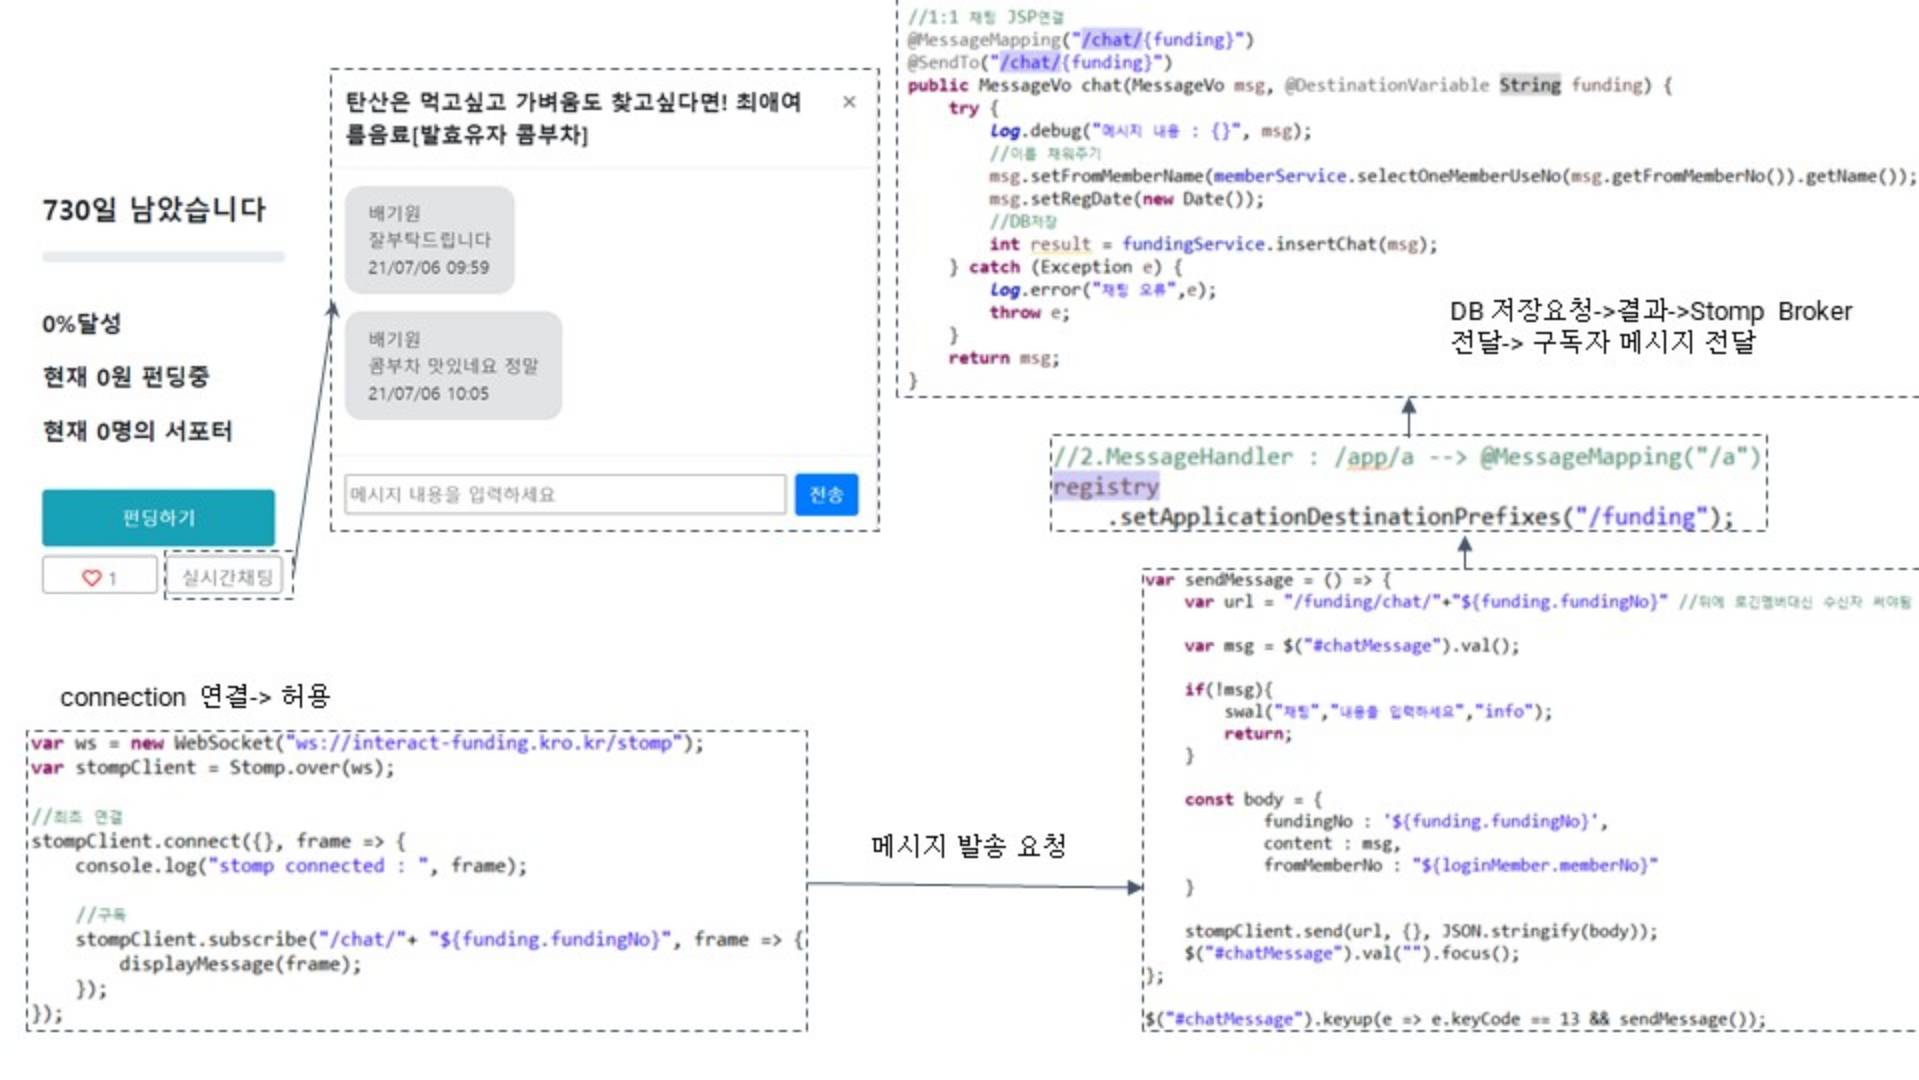 730일 남았습니다
0%달성
현재 0원 펀딩중
현재 0명의 서포터
펀딩하기
1
실시간채팅
탄산은 먹고싶고 가벼움도 찾고싶다면! 최애여
름음료[발효유자 콤부차]
×
배기원
잘부탁드립니다
21/07/06 09:59
배기원
콤부차 맛있네요 정말
21/07/06 10:05
메시지 내용을 입력하세요
전송
connection 연결-> 허용
var ws = new WebSocket("ws://interact-funding.kro.kr/stomp");
var stompClient = Stomp.over(ws);
//최초 연결
stompClient.connect({}, frame => {
console.log("stomp connected : ", frame);
//구독
stompClient.subscribe("/chat/"+ "${funding.fundingNo}", frame => {
displayMessage(frame);
});
});
메시지 발송 요청
var sendMessage = () => {
var url = "/funding/chat/"+"${funding.fundingNo}" //뒤에 로긴멤버대신 수신자 써야됨
var msg = $("#chatMessage").val();
if(!msg){
swal("채팅","내용을 입력하세요","info");
return;
}
const body = {
fundingNo : '${funding.fundingNo}',
content : msg,
fromMemberNo : "${loginMember.memberNo}"
}
stompClient.send(url, {}, JSON.stringify(body));
$("#chatMessage").val("").focus();
};
$("#chatMessage").keyup(e => e.keyCode == 13 && sendMessage());
//2.MessageHandler : /app/a --> @MessageMapping("/a")
registry
.setApplicationDestinationPrefixes("/funding");
//1:1 채팅 JSP연결
@MessageMapping("/chat/{funding}")
@SendTo("/chat/{funding}")
public MessageVo chat(MessageVo msg, @DestinationVariable String funding) {
try {
log.debug("메시지 내용 : {}", msg);
//이름 채워주기
msg.setFromMemberName(memberService.selectOneMemberUseNo(msg.getFromMemberNo()).getName());
msg.setRegDate(new Date());
//DB저장
int result = fundingService.insertChat(msg);
} catch (Exception e) {
log.error("채팅 오류",e);
throw e;
}
return msg;
}
DB 저장요청->결과->Stomp Broker
전달-> 구독자 메시지 전달